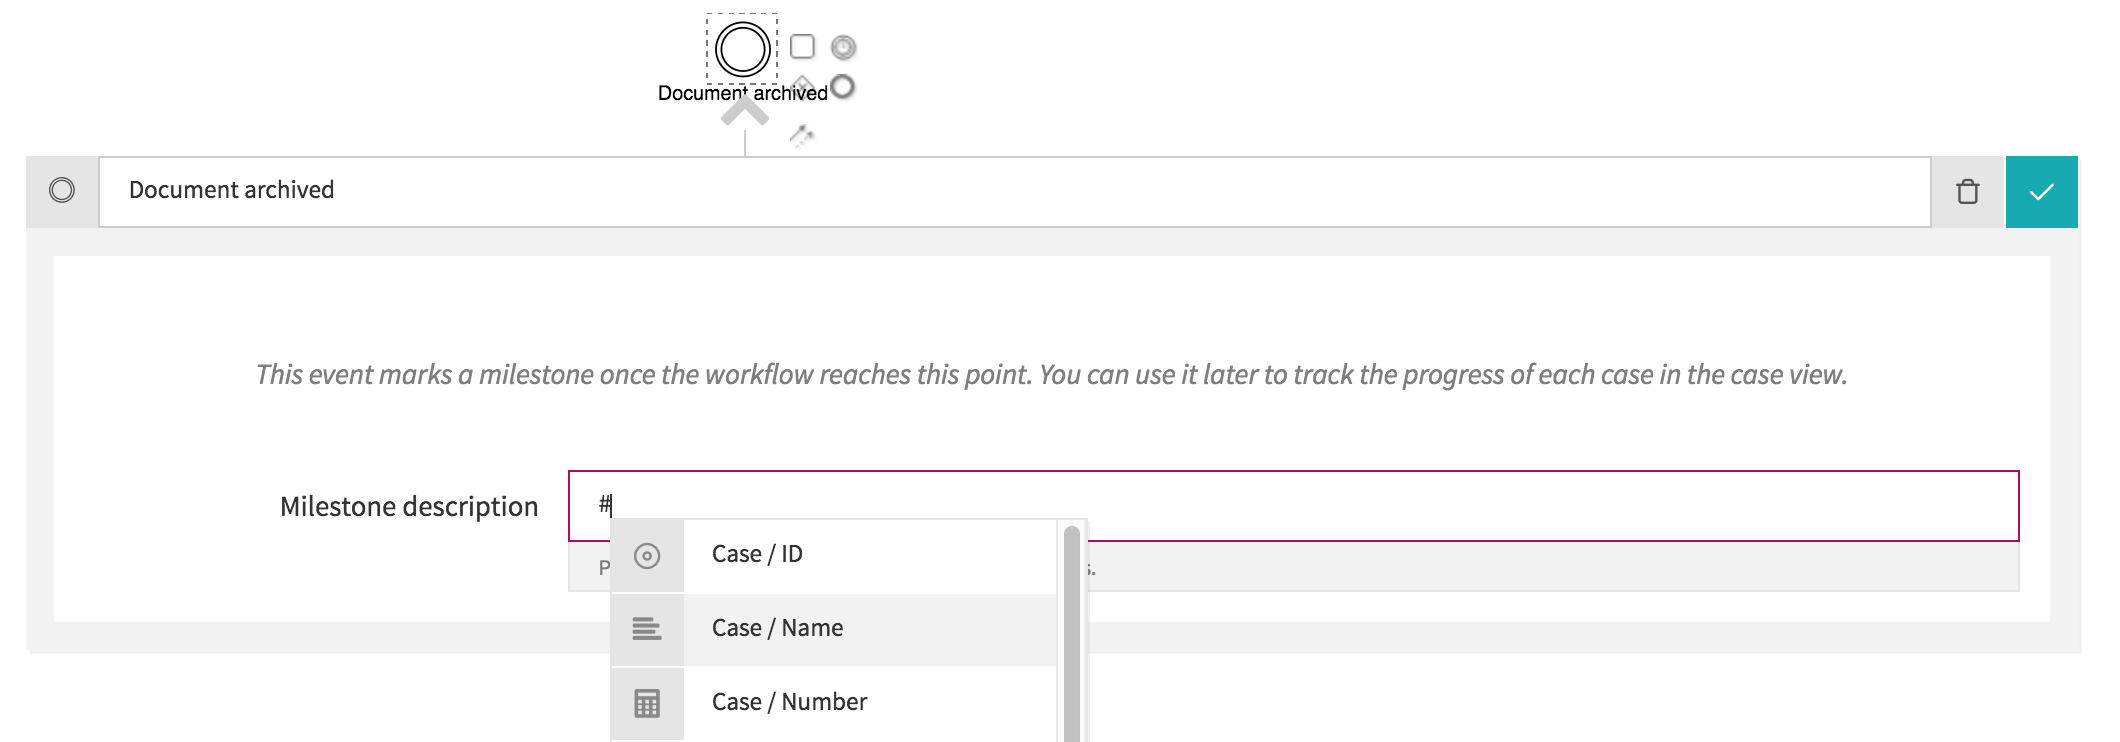 Document archived
Document archived
This event marks a milestone once the workflow reaches this point. You can use it later to track the progress of each case in the case view.
Milestone description
#
Case / ID
Case / Name
Case / Number